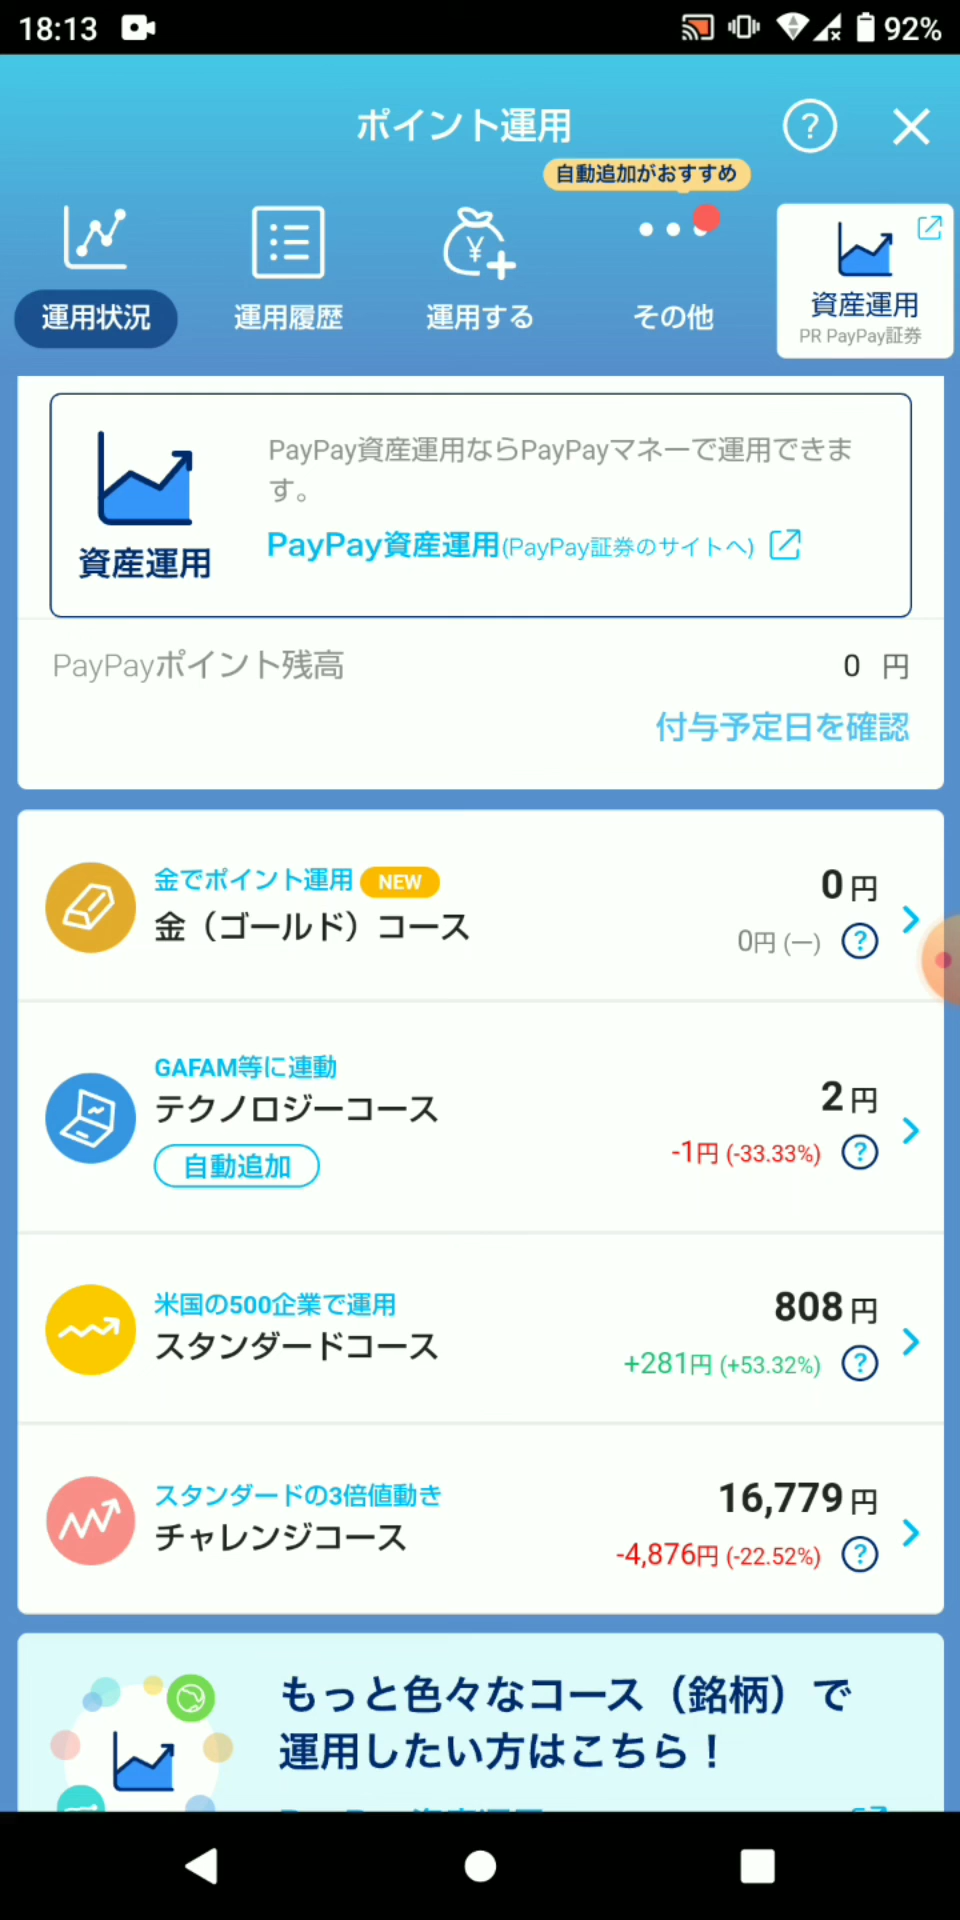 18:13
92%
ポイント運用
?
自動追加がおすすめ
運用状況
運用履歴
¥
運用する
その他
資産運用
PR PayPay証券
資産運用
PayPay資産運用ならPayPayマネーで運用できま
す。
PayPay資産運用(PayPay証券のサイトへ)
PayPayポイント残高
0 円
付与予定日を確認
金でポイント運用 NEW
金（ゴールド）コース
0円
0円 (—) ?
GAFAM等に連動
テクノロジーコース
自動追加
2円
-1円 (-33.33%) ?
米国の500企業で運用
スタンダードコース
808円
+281円 (+53.32%) ?
スタンダードの3倍値動き
チャレンジコース
16,779円
-4,876円 (-22.52%) ?
もっと色々なコース（銘柄）で
運用したい方はこちら！